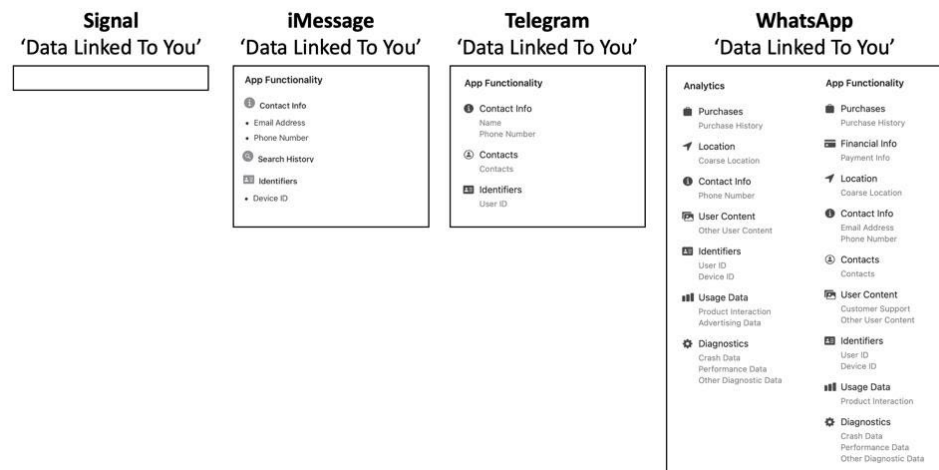 Signal
'Data Linked To You'
iMessage
'Data Linked To You'
App Functionality
Contact Info
• Email Address
• Phone Number
Search History
Identifiers
• Device ID
Telegram
'Data Linked To You'
App Functionality
Contact Info
Name
Phone Number
Contacts
Contacts
Identifiers
User ID
WhatsApp
'Data Linked To You'
Analytics
Purchases
Purchase History
Location
Coarse Location
Contact Info
Phone Number
User Content
Other User Content
Identifiers
User ID
Device ID
Usage Data
Product Interaction
Advertising Data
Diagnostics
Crash Data
Performance Data
Other Diagnostic Data
App Functionality
Purchases
Purchase History
Financial Info
Payment Info
Location
Coarse Location
Contact Info
Email Address
Phone Number
Contacts
Contacts
User Content
Customer Support
Other User Content
Identifiers
User ID
Device ID
Usage Data
Product Interaction
Diagnostics
Crash Data
Performance Data
Other Diagnostic Data